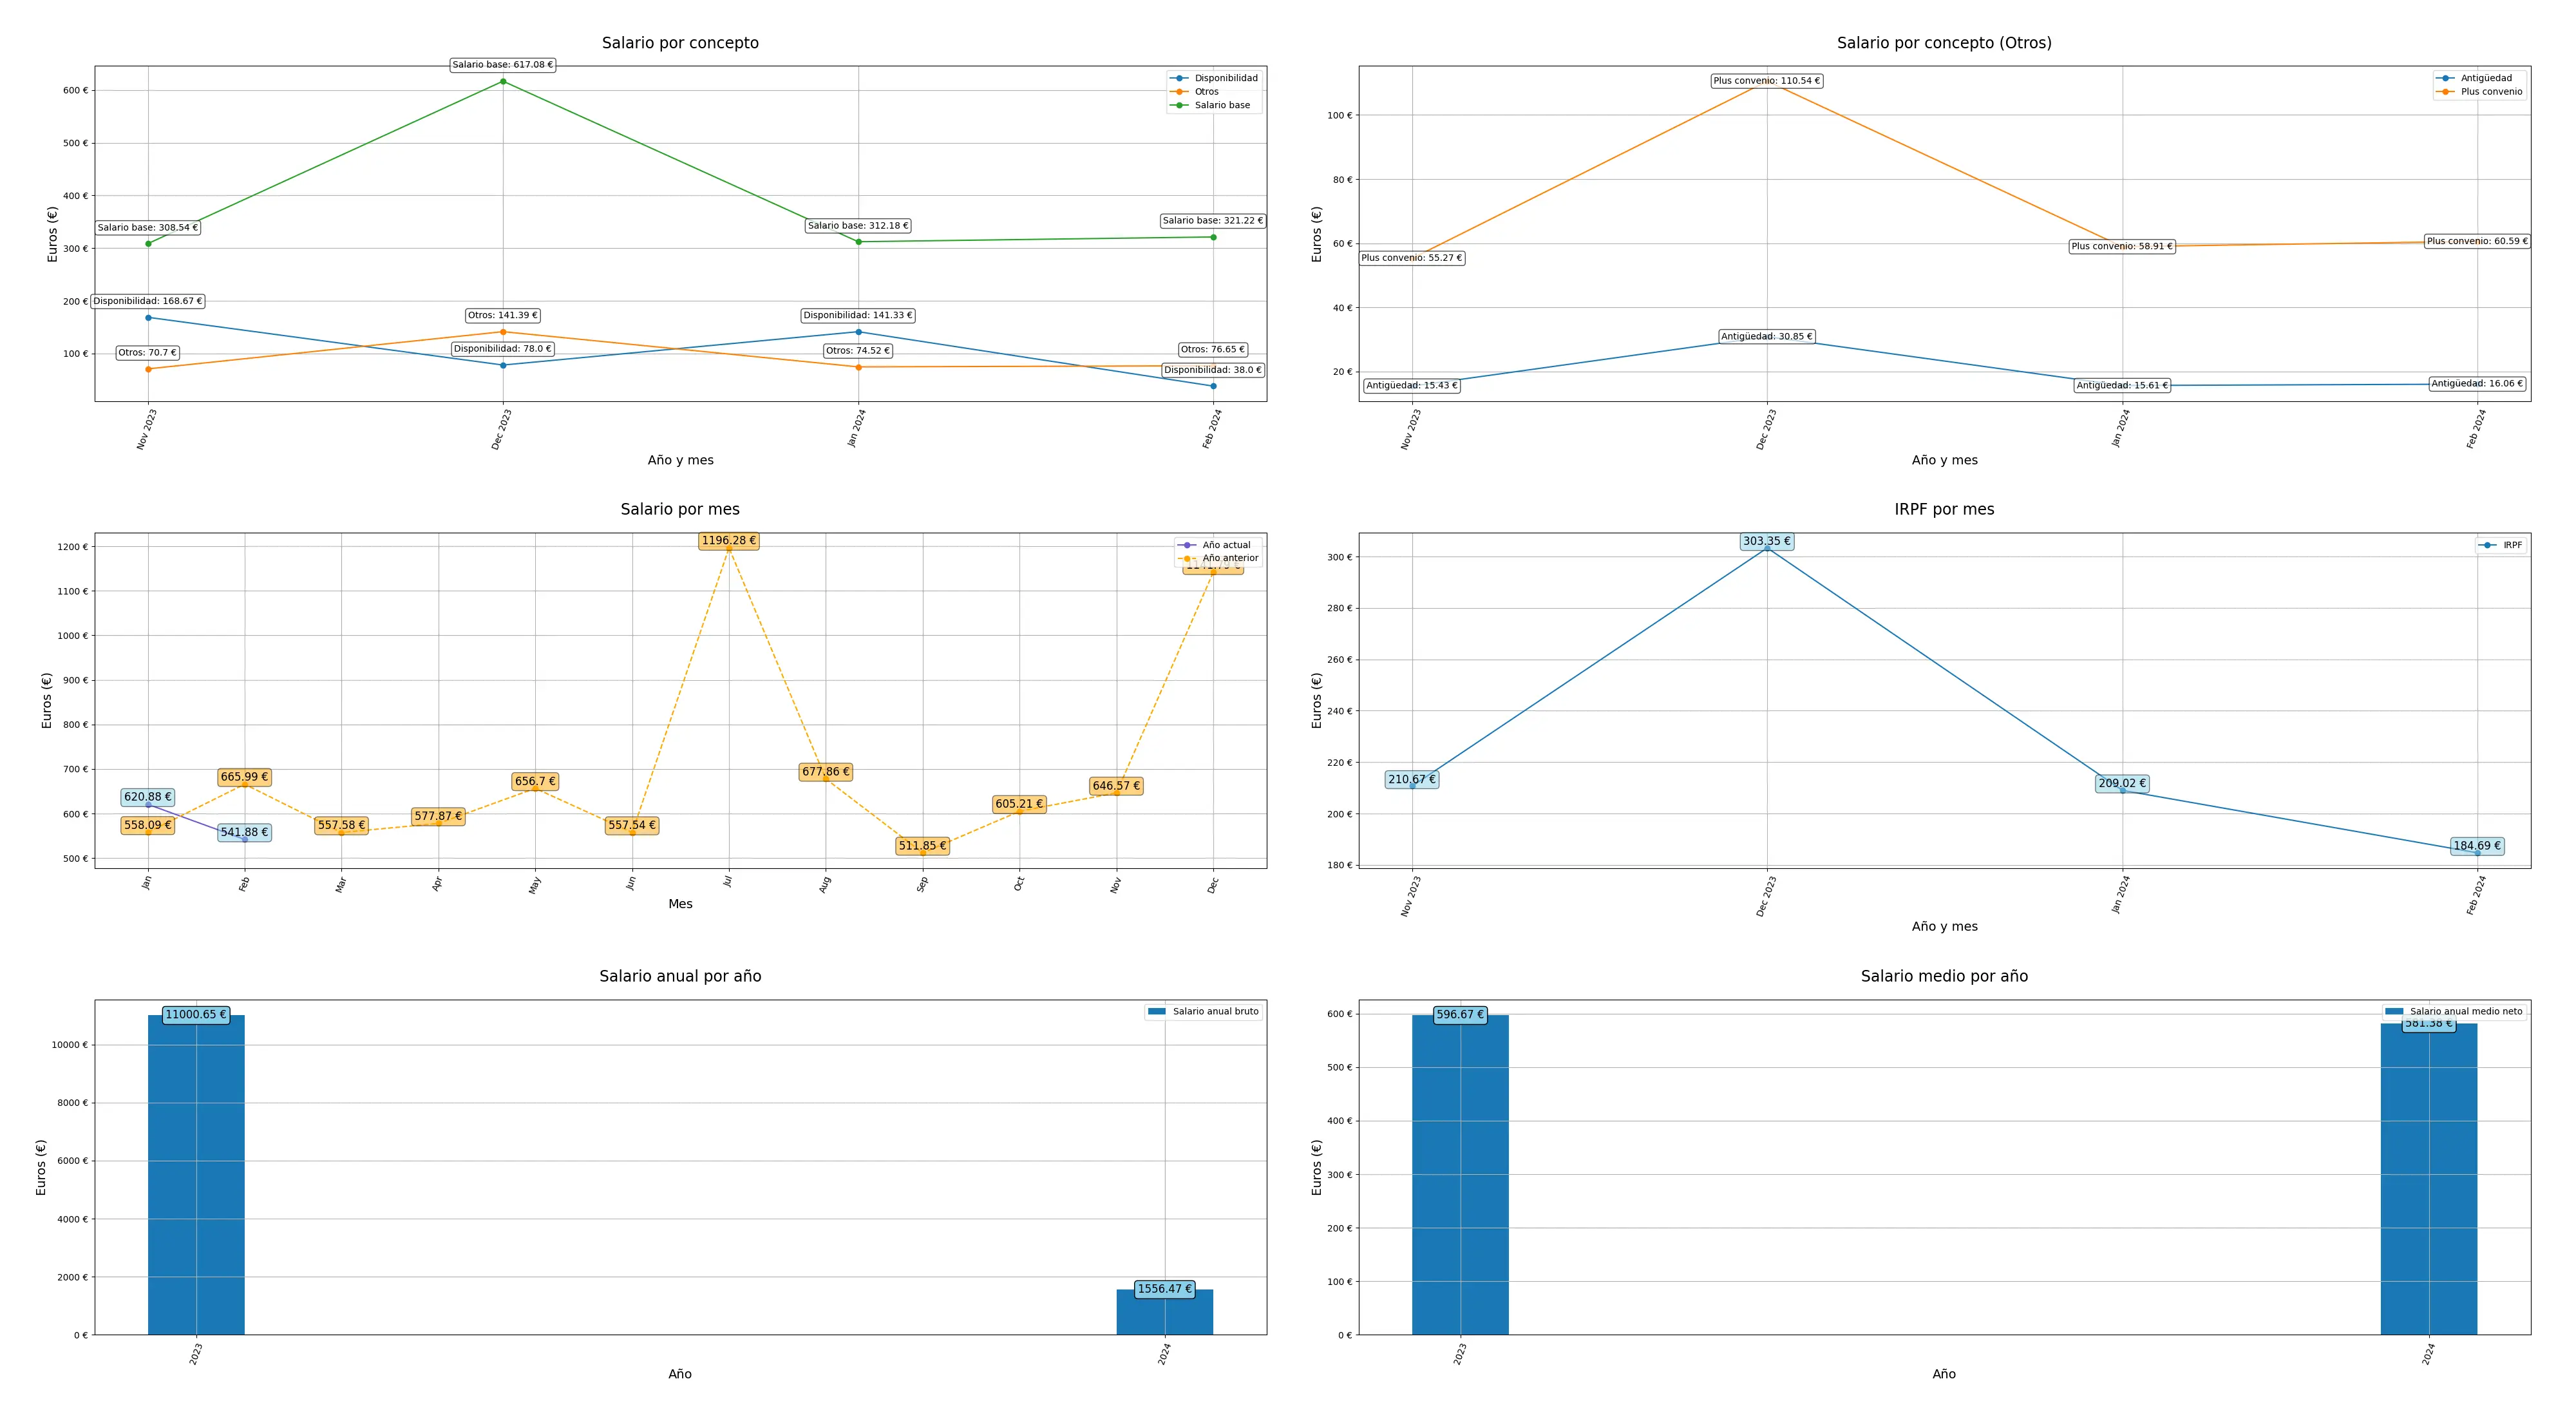 Salario por concepto
Salario base: 617.08 €
Disponibilidad
Otros
Salario base
600 €
500 €
400 €
300 €
200 €
100 €
Euros (€)
Salario base: 308.54 €
Salario base: 312.18 €
Salario base: 321.22 €
Disponibilidad: 168.67 €
Otros: 141.39 €
Disponibilidad: 141.33 €
Otros: 70.7 €
Disponibilidad: 78.0 €
Otros: 74.52 €
Otros: 76.65 €
Disponibilidad: 38.0 €
Nov 2023
Dec 2023
Jan 2024
Feb 2024
Año y mes
Salario por concepto (Otros)
Antigüedad
Plus convenio
100 €
80 €
60 €
40 €
20 €
Euros (€)
Plus convenio: 110.54 €
Plus convenio: 55.27 €
Plus convenio: 58.91 €
Plus convenio: 60.59 €
Antigüedad: 30.85 €
Antigüedad: 15.43 €
Antigüedad: 15.61 €
Antigüedad: 16.06 €
Nov 2023
Dec 2023
Jan 2024
Feb 2024
Año y mes
Salario por mes
Año actual
Año anterior
1200 €
1100 €
1000 €
900 €
800 €
700 €
600 €
500 €
Euros (€)
1196.28 €
665.99 €
620.88 €
558.09 €
541.88 €
557.58 €
577.87 €
656.7 €
557.54 €
677.86 €
511.85 €
605.21 €
646.57 €
Jan
Feb
Mar
Apr
May
Jun
Jul
Aug
Sep
Oct
Nov
Dec
Mes
IRPF por mes
IRPF
300 €
280 €
260 €
240 €
220 €
200 €
180 €
Euros (€)
303.35 €
210.67 €
209.02 €
184.69 €
Nov 2023
Dec 2023
Jan 2024
Feb 2024
Año y mes
Salario anual por año
Salario anual bruto
10000 €
8000 €
6000 €
4000 €
2000 €
0 €
Euros (€)
11000.65 €
1556.47 €
2023
2024
Año
Salario medio por año
Salario anual medio neto
600 €
500 €
400 €
300 €
200 €
100 €
0 €
Euros (€)
596.67 €
581.38 €
2023
2024
Año